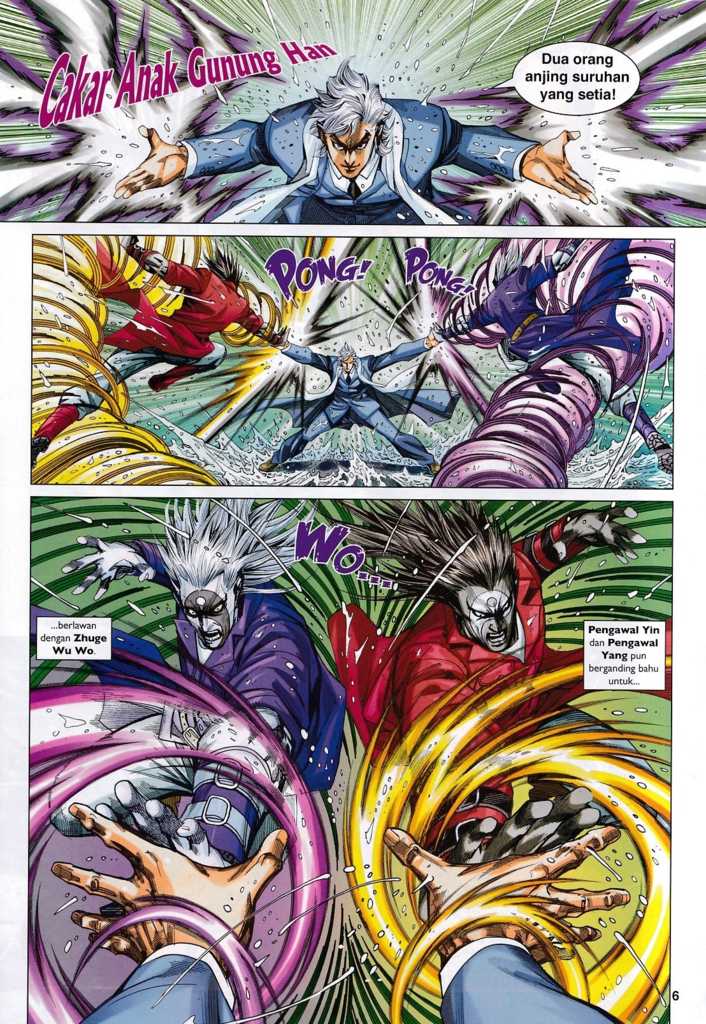 Dua orang
anjing suruhan
yang setia!
Cakar Anak Gunung Han
PONG!
PONG!
Pengawal Yin
dan Pengawal
Yang pun
berganding bahu
untuk...
WO...
...berlawan
dengan Zhuge
Wu Wo.
6